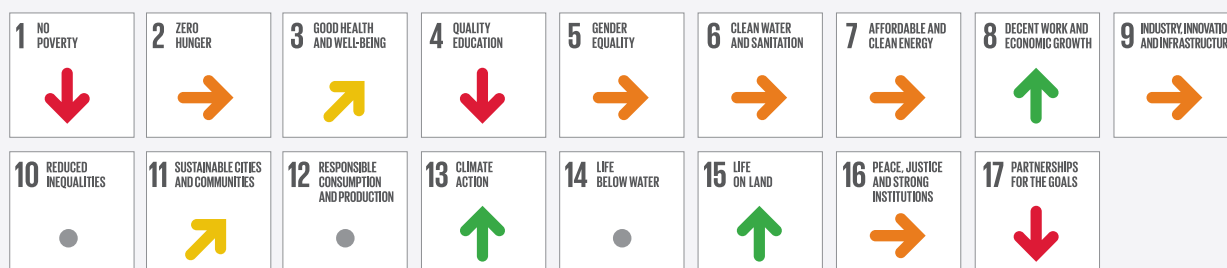 1 NO
POVERTY
2 ZERO
HUNGER
3 GOOD HEALTH
AND WELL-BEING
4 QUALITY
EDUCATION
5 GENDER
EQUALITY
6 CLEAN WATER
AND SANITATION
7 AFFORDABLE AND
CLEAN ENERGY
8 DECENT WORK AND
ECONOMIC GROWTH
9 INDUSTRY, INNOVATIO
AND INFRASTRUCTUR
10 REDUCED
INEQUALITIES
11 SUSTAINABLE CITIES
AND COMMUNITIES
12 RESPONSIBLE
CONSUMPTION
AND PRODUCTION
13 CLIMATE
ACTION
14 LIFE
BELOW WATER
15 LIFE
ON LAND
16 PEACE, JUSTICE
AND STRONG
INSTITUTIONS
17 PARTNERSHIPS
FOR THE GOALS